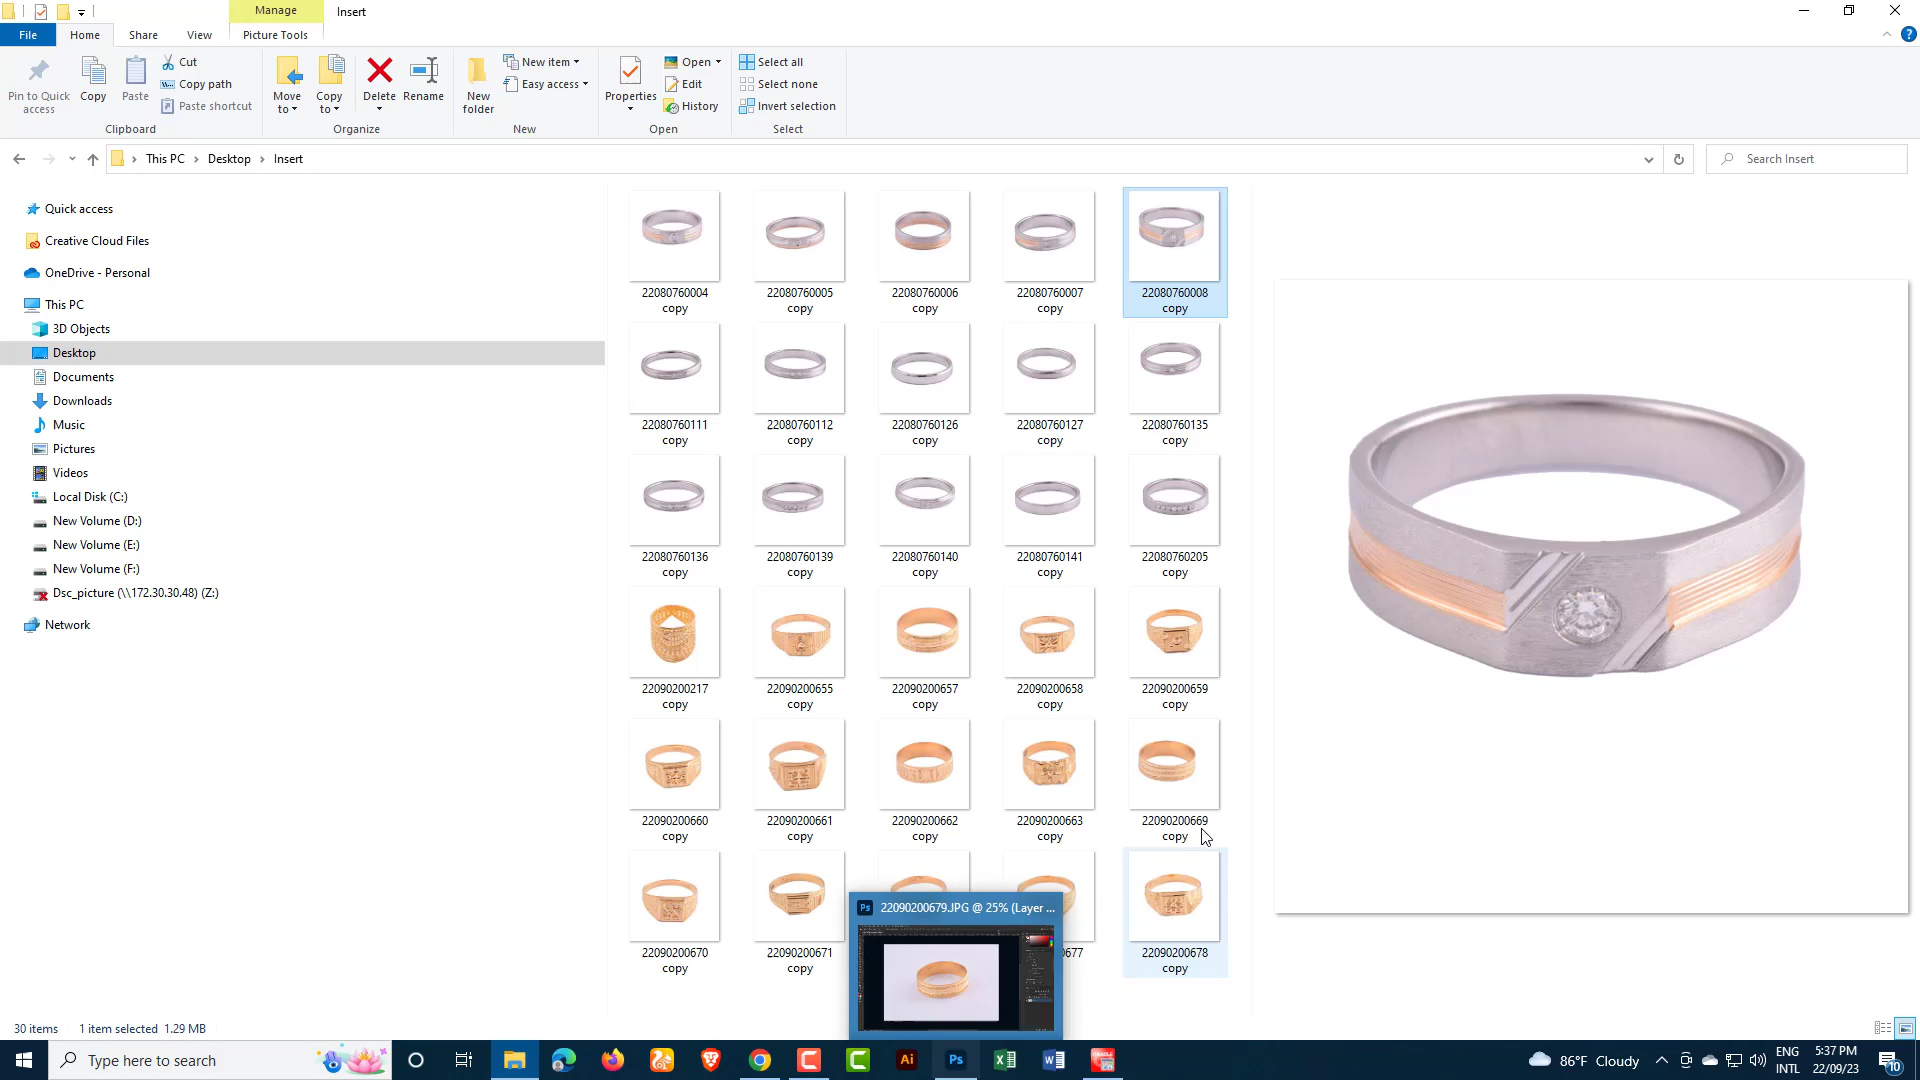 Manage
Insert
File
Home
Share
View
Picture Tools
Pin to Quick access
Copy
Paste
Cut
Copy path
Paste shortcut
Clipboard
Move to
Copy to
Delete
Rename
Organize
New folder
New item
Easy access
New
Properties
Open
Edit
History
Open
Select all
Select none
Invert selection
Select
This PC
Desktop
Insert
Search Insert
Quick access
Creative Cloud Files
OneDrive - Personal
This PC
3D Objects
Desktop
Documents
Downloads
Music
Pictures
Videos
Local Disk (C:)
New Volume (D:)
New Volume (E:)
New Volume (F:)
Dsc_picture (\\172.30.30.48) (Z:)
Network
22080760004 copy
22080760005 copy
22080760006 copy
22080760007 copy
22080760008 copy
22080760111 copy
22080760112 copy
22080760126 copy
22080760127 copy
22080760135 copy
22080760136 copy
22080760139 copy
22080760140 copy
22080760141 copy
22080760205 copy
22090200217 copy
22090200655 copy
22090200657 copy
22090200658 copy
22090200659 copy
22090200660 copy
22090200661 copy
22090200662 copy
22090200663 copy
22090200669 copy
22090200670 copy
22090200671 copy
Ps 22090200679.JPG @ 25% (Layer ...
0677
22090200678 copy
30 items
1 item selected 1.29 MB
Type here to search
Ai
Ps
86°F Cloudy
ENG
INTL
5:37 PM
22/09/23
10